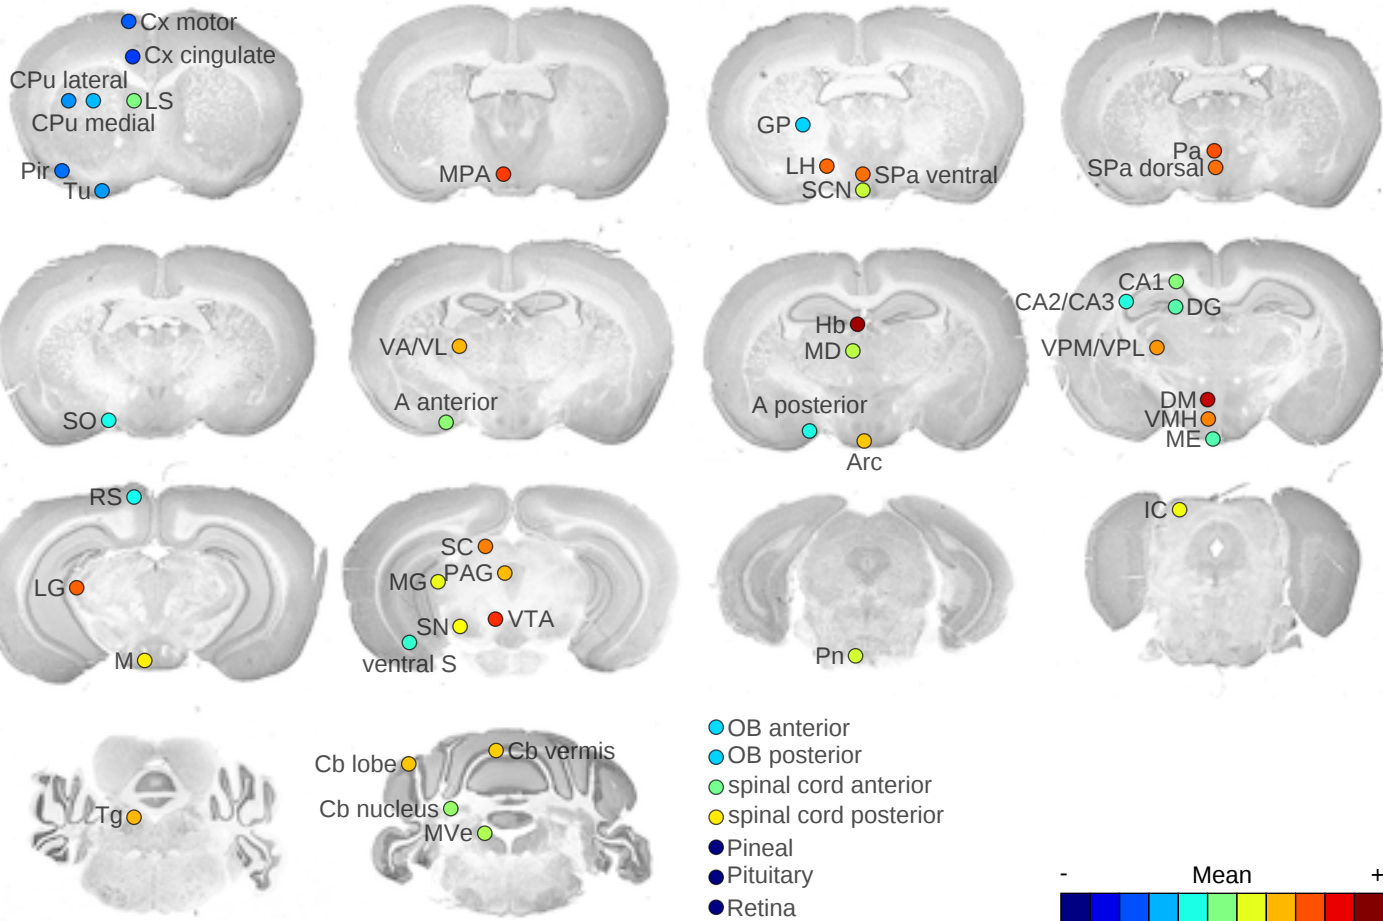 Cx motor
Cx cingulate
CPu lateral
LS
CPu medial
Pir
Tu
MPA
GP
LH
SPa ventral
SCN
Pa
SPa dorsal
SO
VA/VL
A anterior
Hb
MD
A posterior
Arc
CA1
CA2/CA3
DG
VPM/VPL
DM
VMH
ME
RS
LG
M
SC
PAG
MG
VTA
SN
ventral S
Pn
IC
Tg
Cb lobe
Cb vermis
Cb nucleus
MVe
OB anterior
OB posterior
spinal cord anterior
spinal cord posterior
Pineal
Pituitary
Retina
- Mean +